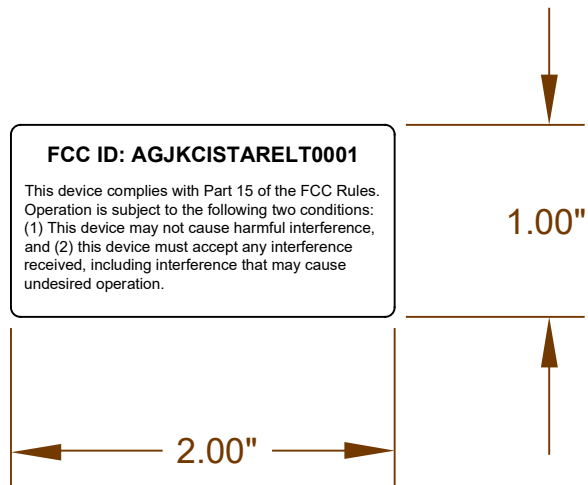 FCC ID: AGJKCISTARELT0001
This device complies with Part 15 of the FCC Rules.
Operation is subject to the following two conditions:
(1) This device may not cause harmful interference,
and (2) this device must accept any interference
received, including interference that may cause
undesired operation.
1.00"
2.00"